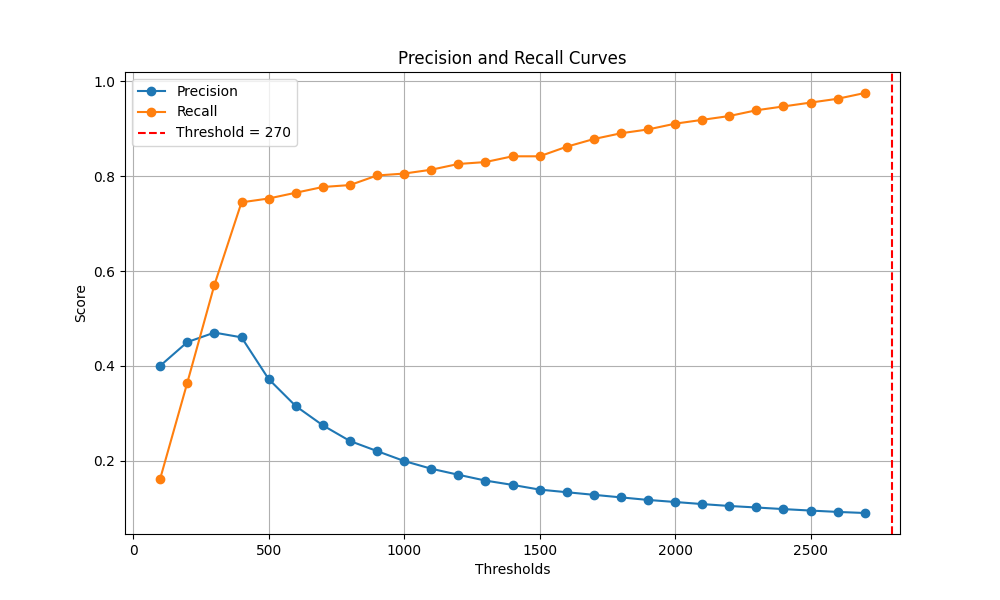 Precision and Recall Curves
1.0
0.8
0.6
0.4
0.2
Score
Precision
Recall
Threshold = 270
0
500
1000
1500
2000
2500
Thresholds